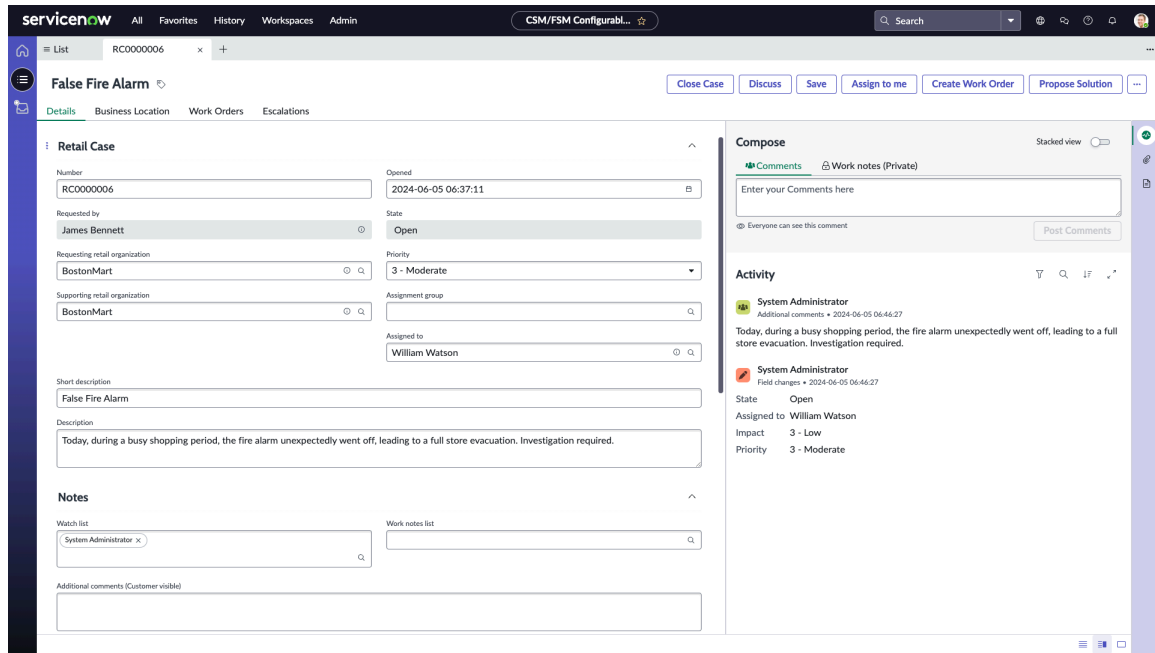 servicenow All Favorites History Workspaces Admin CSM/FSM Configurabl... Search
List RC0000006
False Fire Alarm Close Case Discuss Save Assign to me Create Work Order Propose Solution
Details Business Location Work Orders Escalations
Retail Case
Number
RC0000006
Opened
2024-06-05 06:37:11
Requested by
James Bennett
State
Open
Requesting retail organization
BostonMart
Priority
3 - Moderate
Supporting retail organization
BostonMart
Assignment group
Assigned to
William Watson
Short description
False Fire Alarm
Description
Today, during a busy shopping period, the fire alarm unexpectedly went off, leading to a full store evacuation. Investigation required.
Notes
Watch list
System Administrator
Work notes list
Additional comments (Customer visible)
Compose Stacked view
Comments Work notes (Private)
Enter your Comments here
Everyone can see this comment Post Comments
Activity
System Administrator
Additional comments • 2024-06-05 06:46:27
Today, during a busy shopping period, the fire alarm unexpectedly went off, leading to a full
store evacuation. Investigation required.
System Administrator
Field changes • 2024-06-05 06:46:27
State Open
Assigned to William Watson
Impact 3 - Low
Priority 3 - Moderate